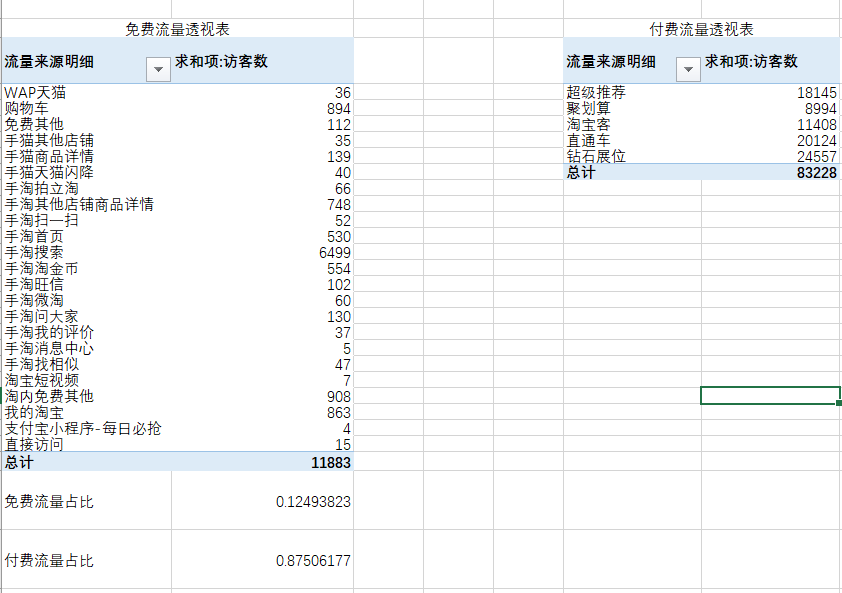 免费流量透视表
付费流量透视表
流量来源明细 求和项:访客数
流量来源明细 求和项:访客数
WAP天猫 36
超级推荐 18145
购物车 894
聚划算 8994
免费其他 112
淘宝客 11408
手猫其他店铺 35
直通车 20124
手猫商品详情 139
钻石展位 24557
手猫天猫闪降 40
总计 83228
手淘拍立淘 66
手淘其他店铺商品详情 748
手淘扫一扫 52
手淘首页 530
手淘搜索 6499
手淘淘金币 554
手淘旺信 102
手淘微淘 60
手淘问大家 130
手淘我的评价 37
手淘消息中心 5
手淘找相似 47
淘宝短视频 7
淘内免费其他 908
我的淘宝 863
支付宝小程序-每日必抢 4
直接访问 15
总计 11883
免费流量占比 0.12493823
付费流量占比 0.87506177